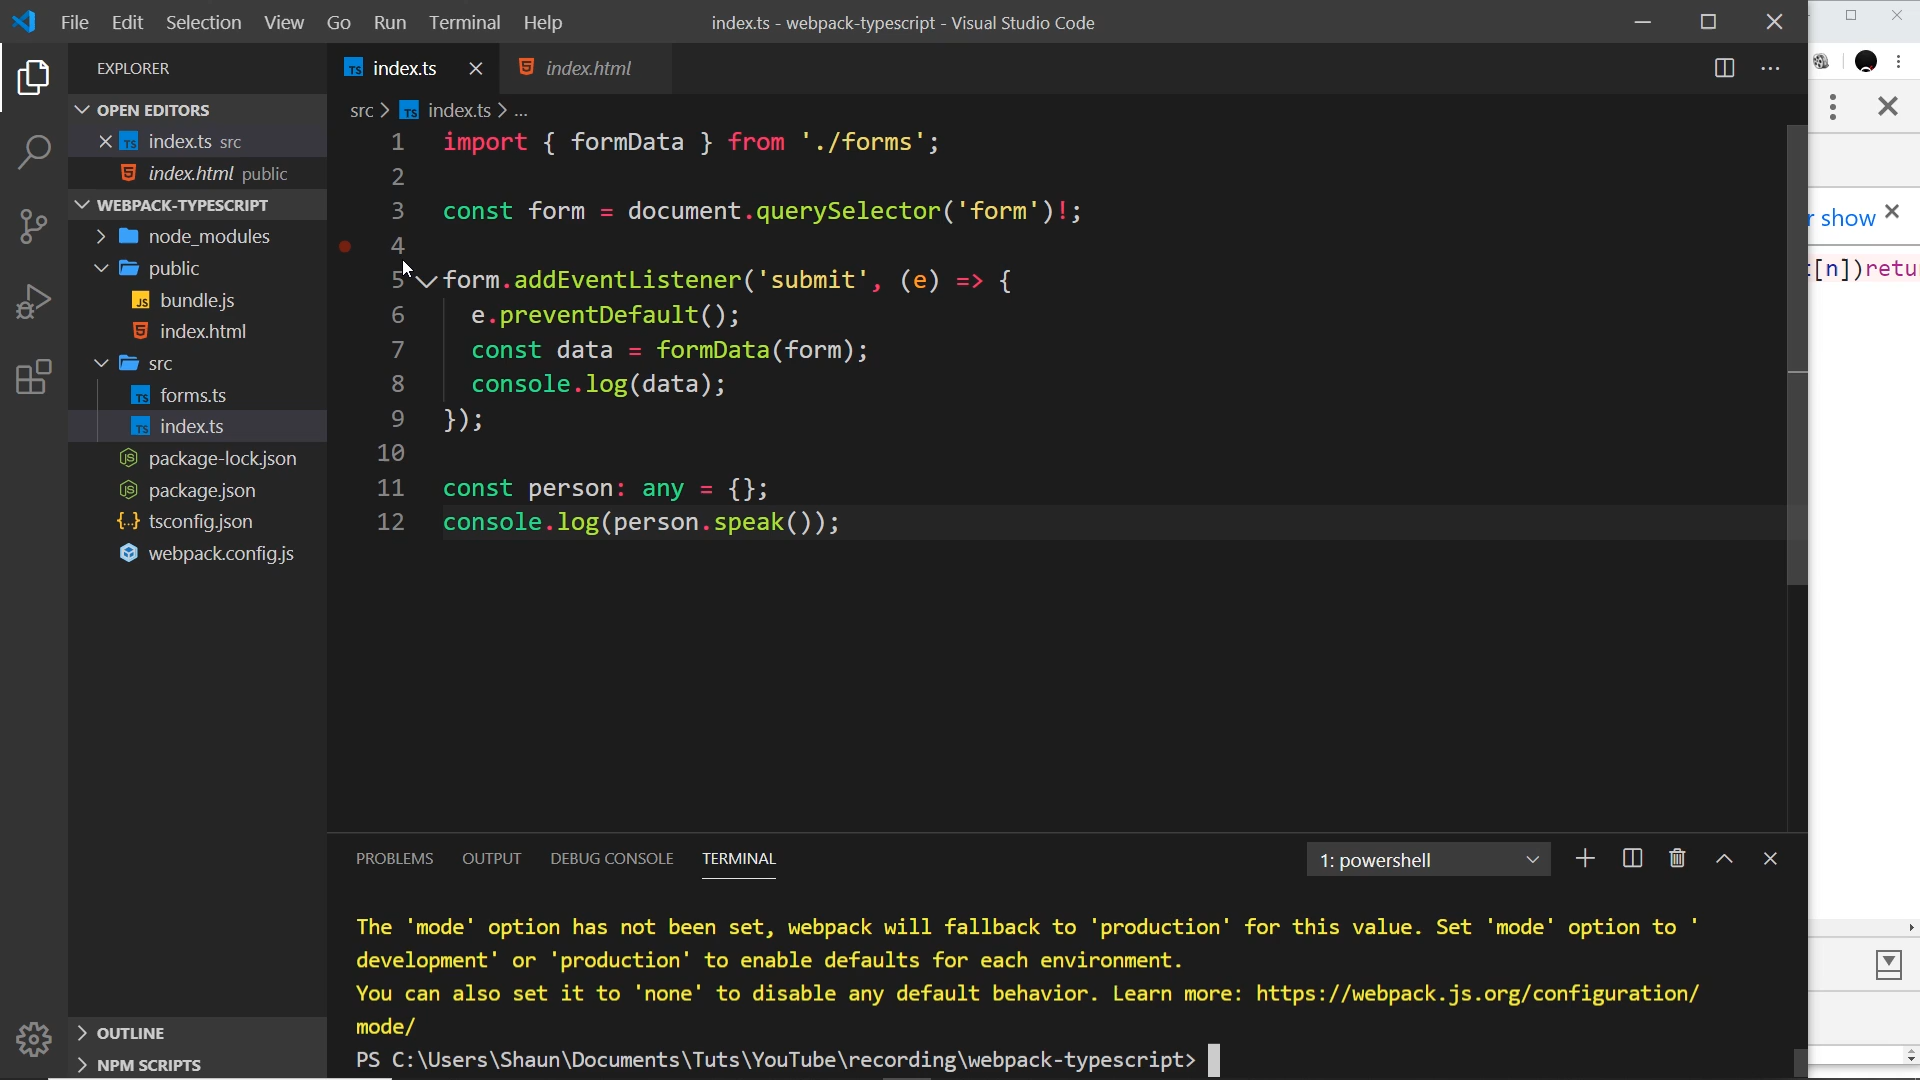 File Edit Selection View Go Run Terminal Help
index.ts - webpack-typescript - Visual Studio Code
EXPLORER
OPEN EDITORS
index.ts src
index.html public
WEBPACK-TYPESCRIPT
node_modules
public
JS bundle.js
index.html
src
TS forms.ts
TS index.ts
package-lock.json
package.json
{...} tsconfig.json
webpack.config.js
OUTLINE
NPM SCRIPTS
TS index.ts
index.html
src > TS index.ts > ...
1 import { formData } from './forms';
2
3 const form = document.querySelector('form')!;
4
5 form.addEventListener('submit', (e) => {
6 e.preventDefault();
7 const data = formData(form);
8 console.log(data);
9 });
10
11 const person: any = {};
12 console.log(person.speak());
PROBLEMS OUTPUT DEBUG CONSOLE TERMINAL
1: powershell
The 'mode' option has not been set, webpack will fallback to 'production' for this value. Set 'mode' option to '
development' or 'production' to enable defaults for each environment.
You can also set it to 'none' to disable any default behavior. Learn more: https://webpack.js.org/configuration/
mode/
PS C:\Users\Shaun\Documents\Tuts\YouTube\recording\webpack-typescript>
r show
[n])retu